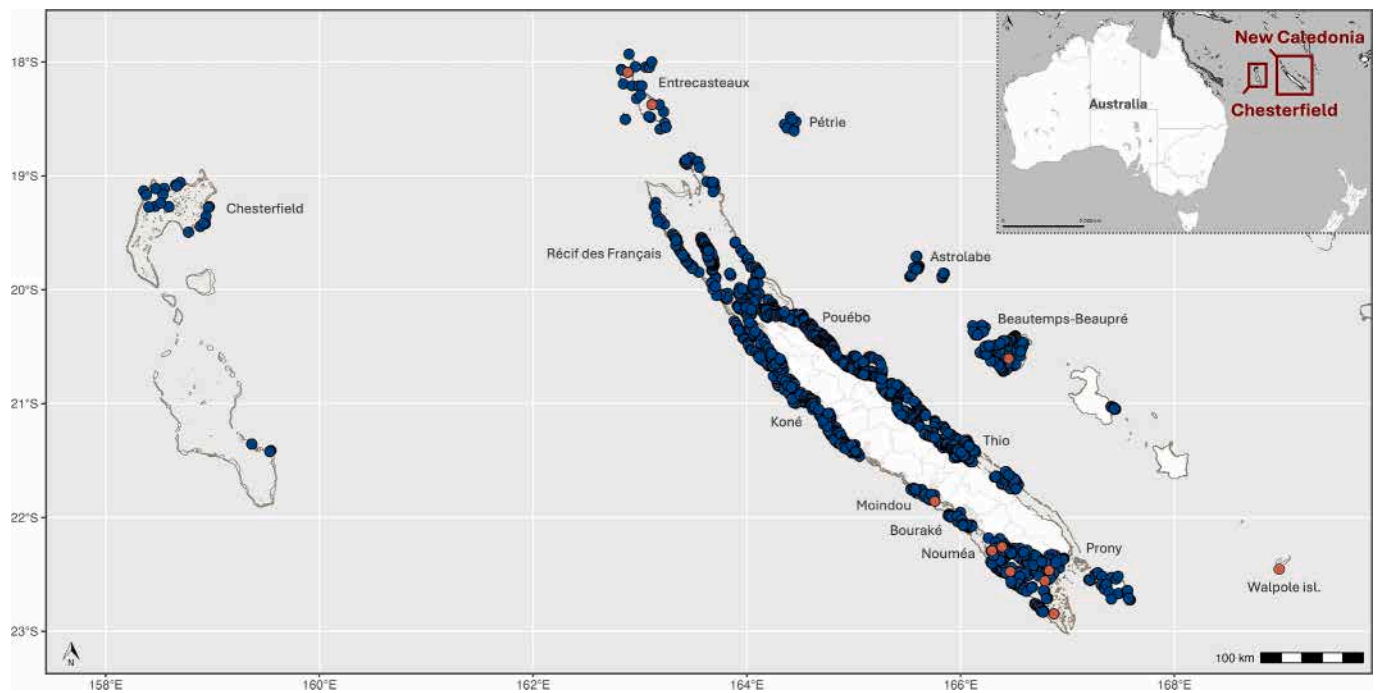 New Caledonia
Australia
Chesterfield
N
18°S
19°S
20°S
21°S
22°S
23°S
Entrecasteaux
Pétrie
Chesterfield
Récif des Français
Astrolabe
Pouébo
Beautemps-Beaupré
Koné
Thio
Moindou
Bouraké
Nouméa
Prony
Walpole isl.
N
100 km
158°E
160°E
162°E
164°E
166°E
168°E